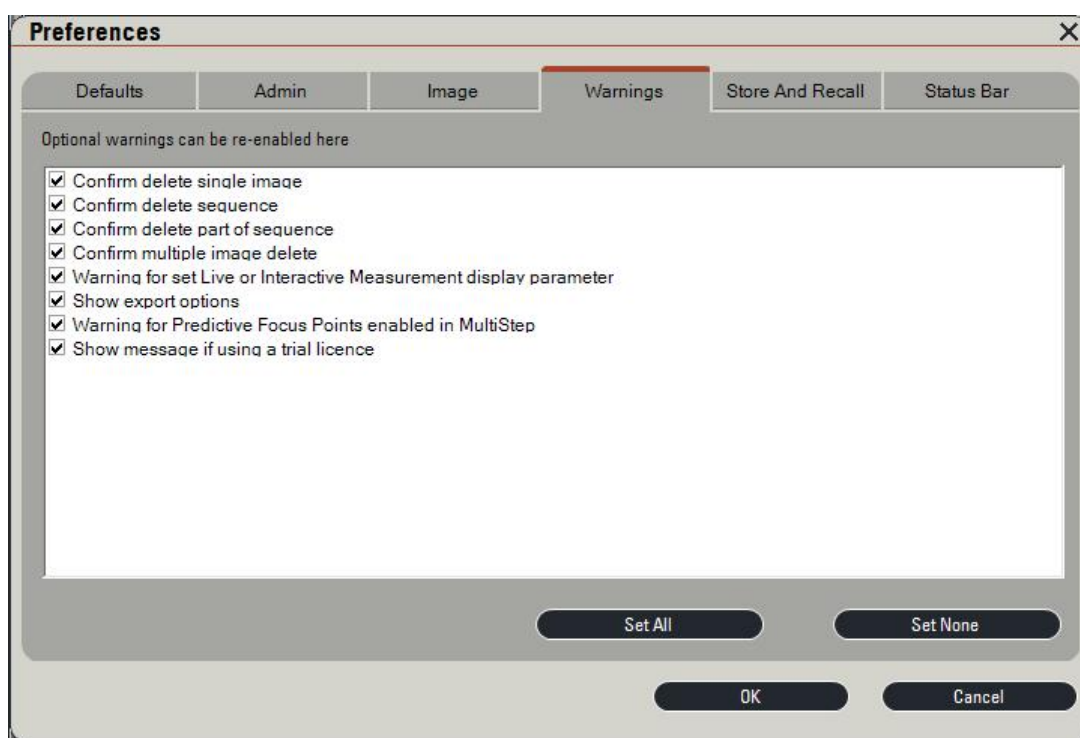 Preferences
Defaults Admin Image Warnings Store And Recall Status Bar
Optional warnings can be re-enabled here
Confirm delete single image
Confirm delete sequence
Confirm delete part of sequence
Confirm multiple image delete
Warning for set Live or Interactive Measurement display parameter
Show export options
Warning for Predictive Focus Points enabled in MultiStep
Show message if using a trial licence
Set All Set None
OK Cancel